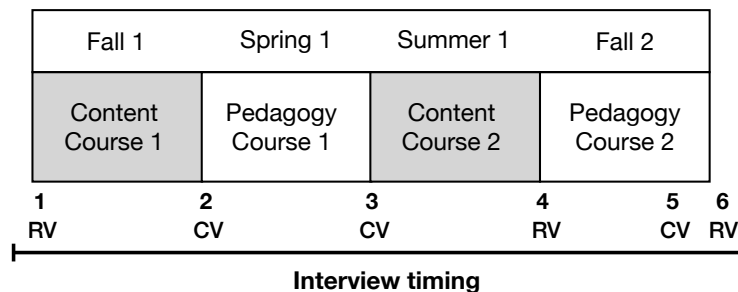 Fall 1 Spring 1 Summer 1 Fall 2
Content Pedagogy Content Pedagogy
Course 1 Course 1 Course 2 Course 2
1 2 3 4 5 6
RV CV CV RV CV RV
Interview timing